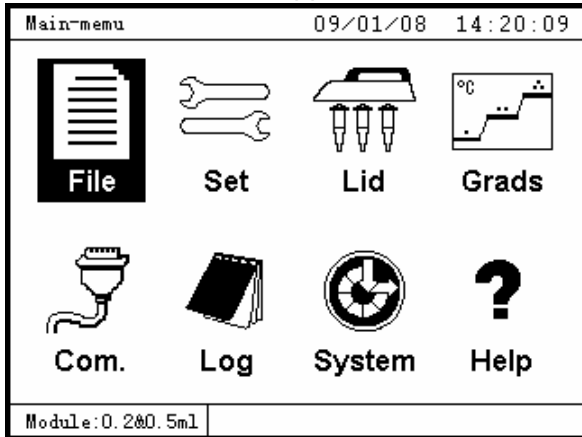 Main-memu 09/01/08 14:20:09
°C
File Set Lid Grads
?
Com. Log System Help
Module:0.2&0.5ml